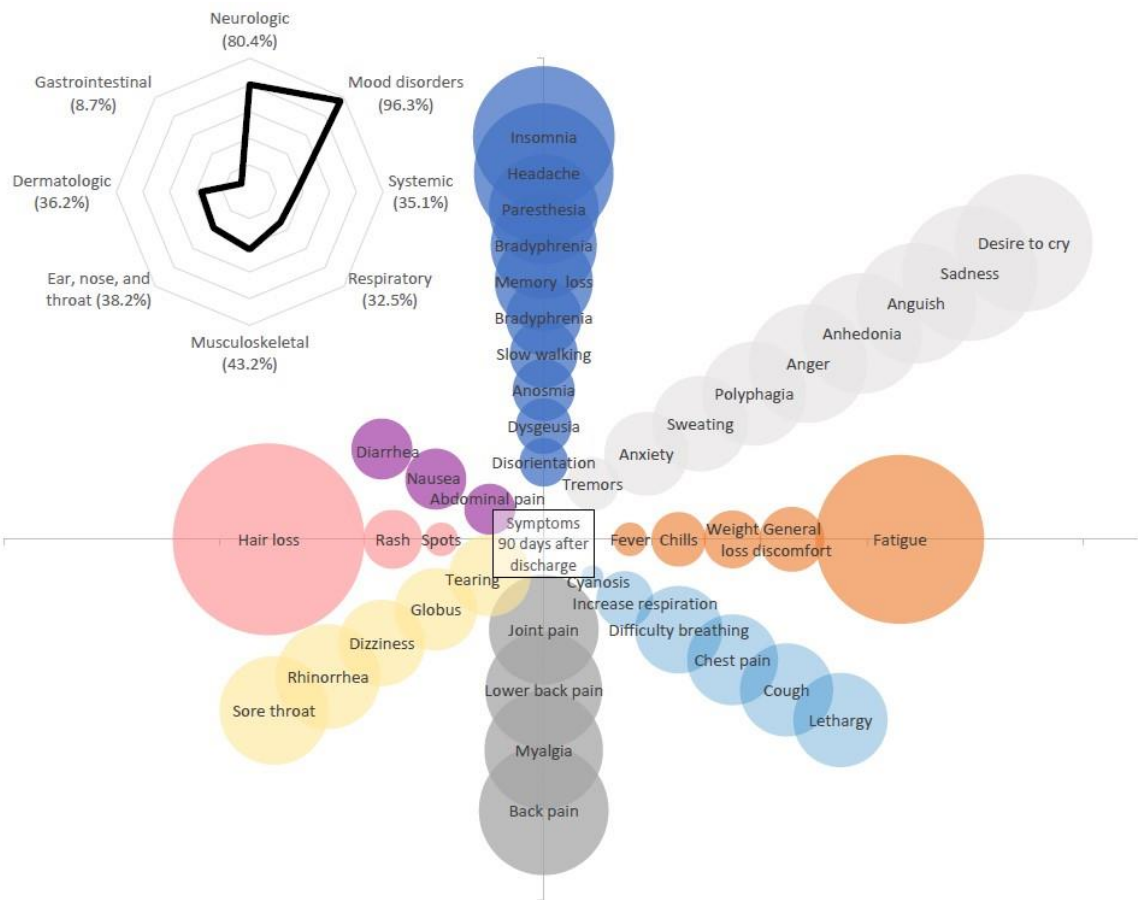 Neurologic
(80.4%)
Gastrointestinal
(8.7%)
Mood disorders
(96.3%)
Dermatologic
(36.2%)
Systemic
(35.1%)
Ear, nose, and
throat (38.2%)
Respiratory
(32.5%)
Musculoskeletal
(43.2%)
Insomnia
Headache
Paresthesia
Bradyphrenia
Memory loss
Bradyphrenia
Slow walking
Anosmia
Dysgeusia
Disorientation
Desire to cry
Sadness
Anguish
Anhedonia
Anger
Polyphagia
Sweating
Anxiety
Tremors
Diarrhea
Nausea
Abdominal pain
Hair loss
Rash
Spots
Symptoms
90 days after
discharge
Fever
Chills
Weight
loss
General
discomfort
Fatigue
Tearing
Globus
Dizziness
Rhinorrhea
Sore throat
Cyanosis
Increase respiration
Difficulty breathing
Chest pain
Cough
Lethargy
Joint pain
Lower back pain
Myalgia
Back pain